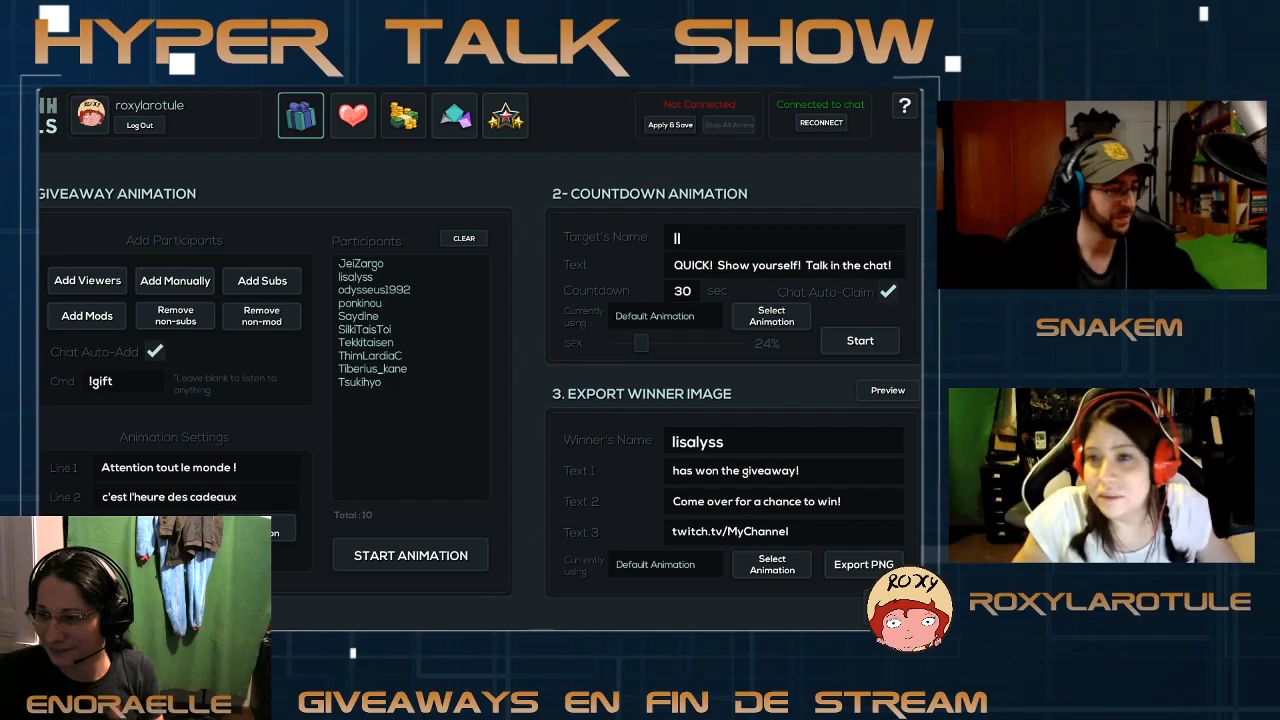 HYPER TALK SHOW
IH
LS
ROXY
roxylarotule
Log Out
Not Connected
Apply & Save
Stop All Anims
Connected to chat
RECONNECT
?
GIVEAWAY ANIMATION
Add Participants
Add Viewers
Add Manually
Add Subs
Add Mods
Remove
non-subs
Remove
non-mod
Chat Auto-Add
Cmd
!gift
*Leave blank to listen to
anything
Animation Settings
Line 1
Attention tout le monde !
Line 2
c'est l'heure des cadeaux
on
Participants
CLEAR
JeiZargo
lisalyss
odysseus1992
ponkinou
Saydine
SilkiTaisToi
Tekkitaisen
ThimLardiaC
Tiberius_kane
Tsukihyo
Total : 10
START ANIMATION
2- COUNTDOWN ANIMATION
Target's Name
ll
Text
QUICK! Show yourself! Talk in the chat!
Countdown
30
sec
Chat Auto-Claim
Currently
using
Default Animation
Select
Animation
SFX
24%
Start
3. EXPORT WINNER IMAGE
Preview
Winner's Name
lisalyss
Text 1
has won the giveaway!
Text 2
Come over for a chance to win!
Text 3
twitch.tv/MyChannel
Currently
using
Default Animation
Select
Animation
Export PNG
SNAKEM
ROXY
ROXYLAROTULE
ENORAELLE
GIVEAWAYS EN FIN DE STREAM